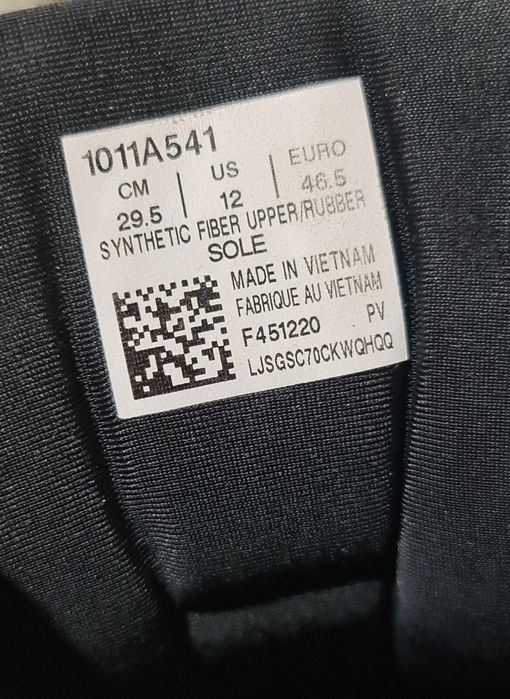 1011A541
CM | US | EURO
29.5 | 12 | 46.5
SYNTHETIC FIBER UPPER/RUBBER
SOLE
MADE IN VIETNAM
FABRIQUE AU VIETNAM
F451220 PV
LJSGSC70CKWQHQQ